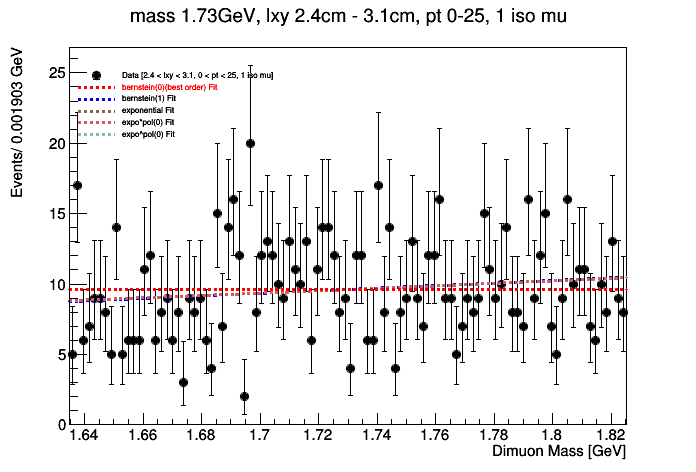 mass 1.73GeV, lxy 2.4cm - 3.1cm, pt 0-25, 1 iso mu
Events/ 0.001903 GeV
25
20
15
10
5
0
Data [2.4 < lxy < 3.1, 0 < pt < 25, 1 iso mu]
bernstein(0)(best order) Fit
bernstein(1) Fit
exponential Fit
expo*pol(0) Fit
expo^pol(0) Fit
1.64 1.66 1.68 1.7 1.72 1.74 1.76 1.78 1.8 1.82
Dimuon Mass [GeV]